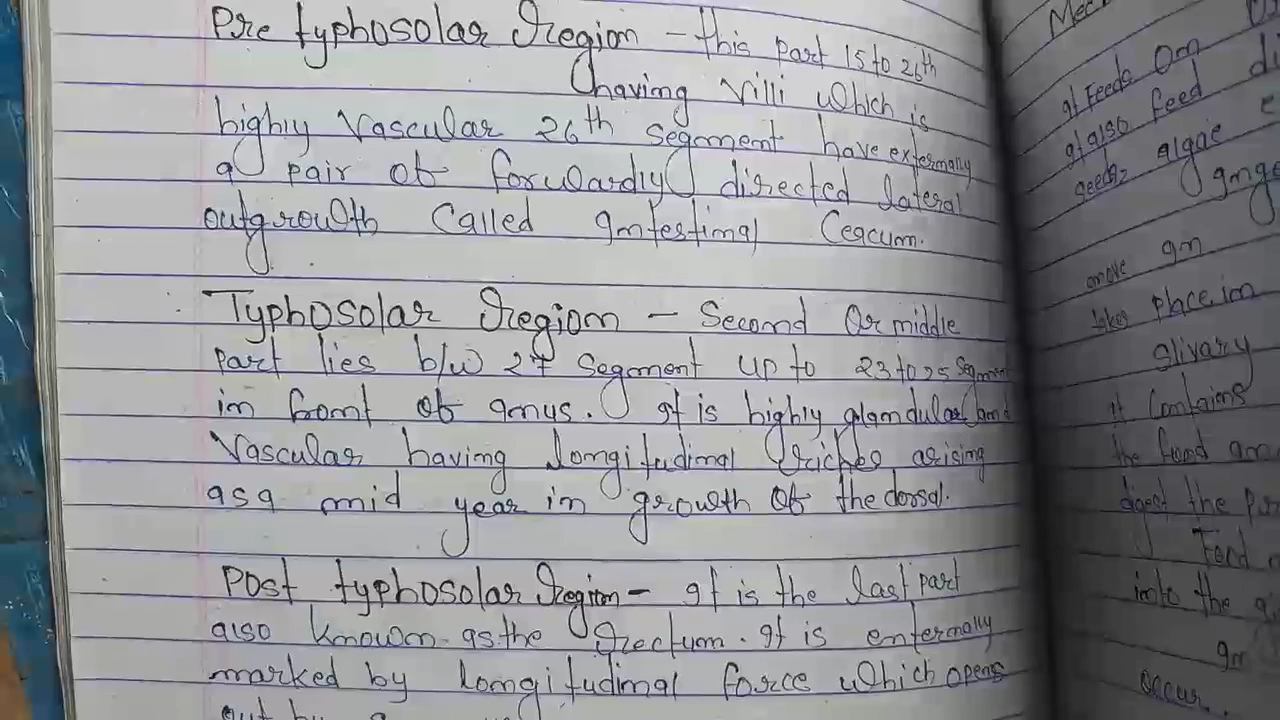 Pre typhosolar Region - this part 15 to 26th
having villi which is
highly vascular 26th segment have externally
a pair of forwardly directed lateral
outgrowth called Intestinal Ceacum.
Typhosolar Region - Second or middle
part lies b/w 27 segment up to 23 to 25 segment
in front of anus. It is highly glandular and
vascular having longitudinal riches arising
as a mid year in growth of the dorsal.
Post typhosolar Region - It is the last part
also known as the rectum. It is enternally
marked by longitudinal force which opens
out by a
It Feeds On
It also feed
seeds algae
move In
takes place in
slivary
it Contains
the food
digest the
Food
into the
In
occur.